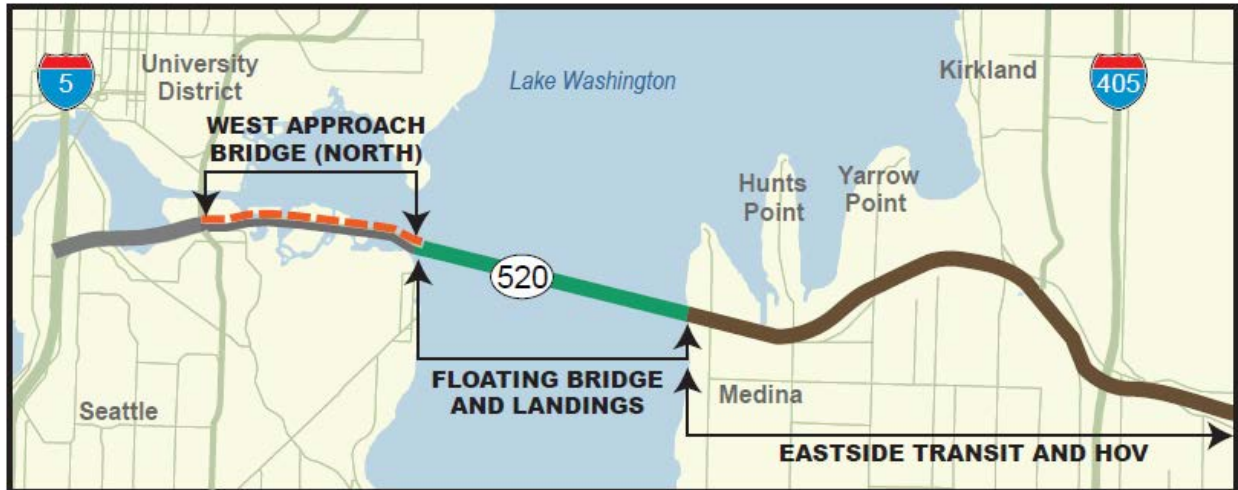 5
University
District
Lake Washington
Kirkland
405
WEST APPROACH
BRIDGE (NORTH)
Hunts
Point
Yarrow
Point
520
FLOATING BRIDGE
AND LANDINGS
Medina
Seattle
EASTSIDE TRANSIT AND HOV